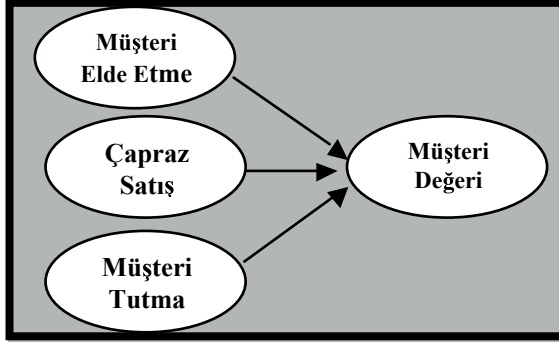 Müşteri
Elde Etme
Çapraz
Satış
Müşteri
Tutma
Müşteri
Değeri